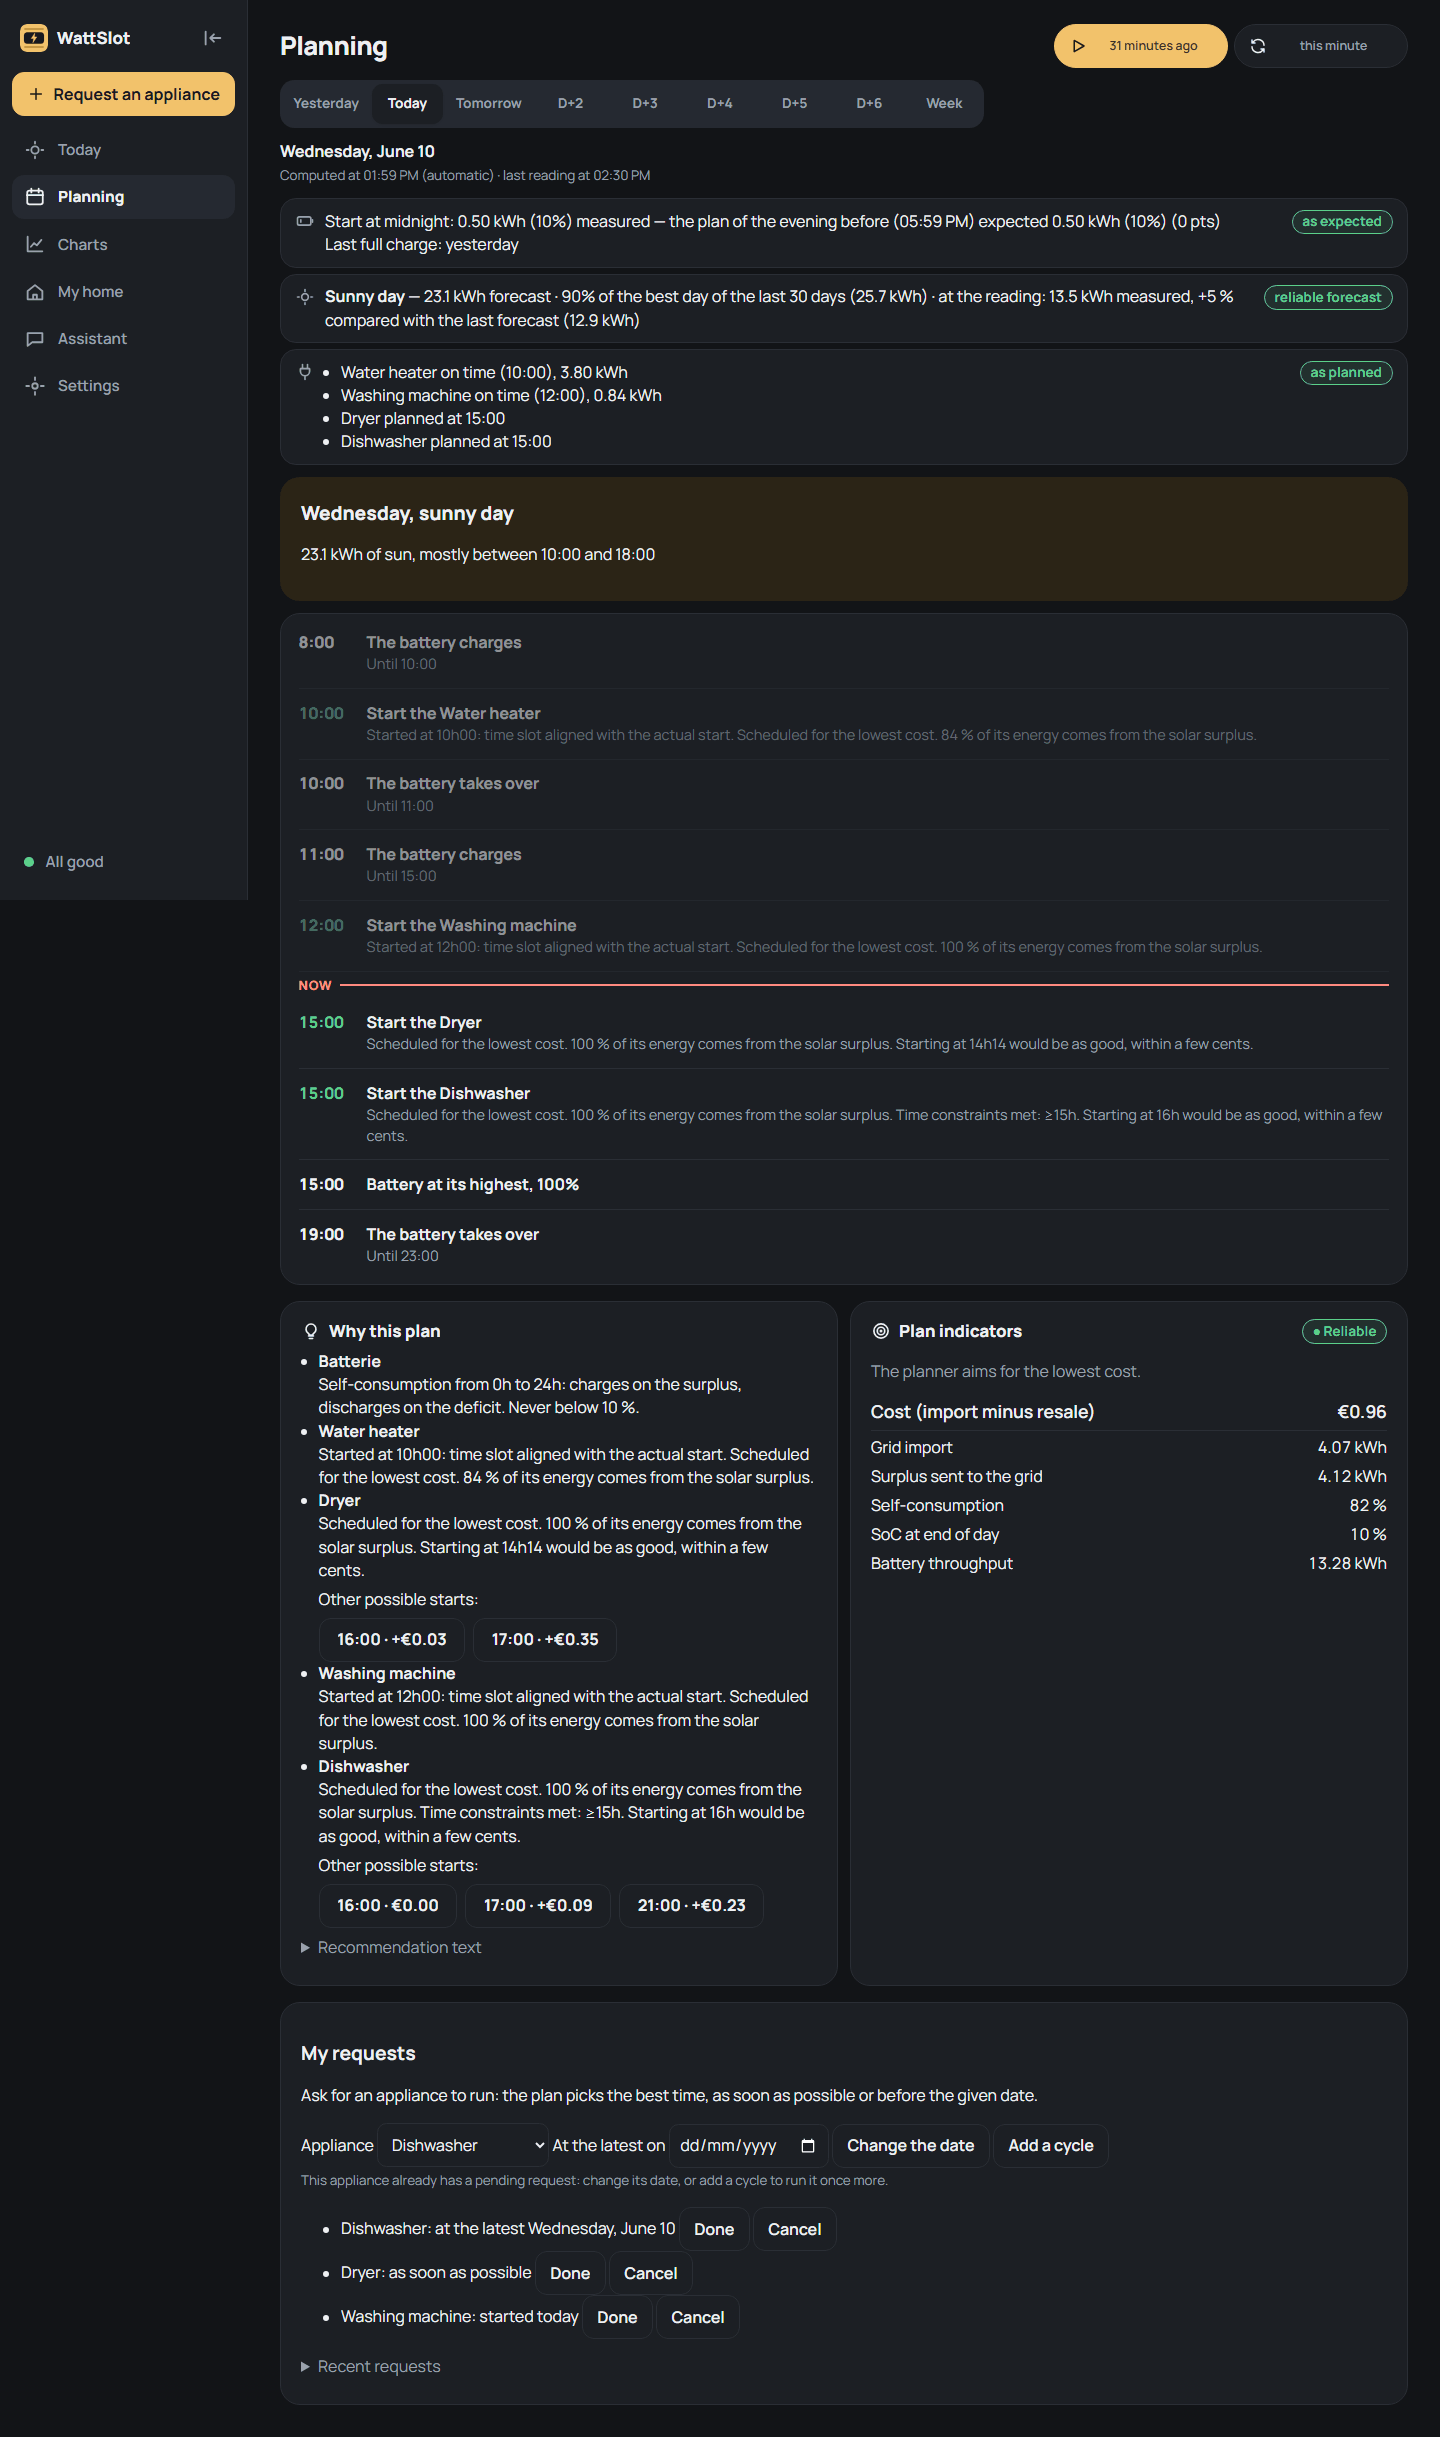 WattSlot
Request an appliance
Today
Planning
Charts
My home
Assistant
Settings
All good
Planning
31 minutes ago
this minute
Yesterday Today Tomorrow D+2 D+3 D+4 D+5 D+6 Week
Wednesday, June 10
Computed at 01:59 PM (automatic) · last reading at 02:30 PM
Start at midnight: 0.50 kWh (10%) measured — the plan of the evening before (05:59 PM) expected 0.50 kWh (10%) (0 pts)
as expected
Last full charge: yesterday
Sunny day — 23.1 kWh forecast · 90% of the best day of the last 30 days (25.7 kWh) · at the reading: 13.5 kWh measured, +5 %
reliable forecast
compared with the last forecast (12.9 kWh)
Water heater on time (10:00), 3.80 kWh
as planned
Washing machine on time (12:00), 0.84 kWh
Dryer planned at 15:00
Dishwasher planned at 15:00
Wednesday, sunny day
23.1 kWh of sun, mostly between 10:00 and 18:00
8:00 The battery charges
Until 10:00
10:00 Start the Water heater
Started at 10h00: time slot aligned with the actual start. Scheduled for the lowest cost. 84 % of its energy comes from the solar surplus.
10:00 The battery takes over
Until 11:00
11:00 The battery charges
Until 15:00
12:00 Start the Washing machine
Started at 12h00: time slot aligned with the actual start. Scheduled for the lowest cost. 100 % of its energy comes from the solar surplus.
NOW
15:00 Start the Dryer
Scheduled for the lowest cost. 100 % of its energy comes from the solar surplus. Starting at 14h14 would be as good, within a few cents.
15:00 Start the Dishwasher
Scheduled for the lowest cost. 100 % of its energy comes from the solar surplus. Time constraints met: ≥15h. Starting at 16h would be as good, within a few
cents.
15:00 Battery at its highest, 100%
19:00 The battery takes over
Until 23:00
Why this plan
Batterie
Self-consumption from 0h to 24h: charges on the surplus,
discharges on the deficit. Never below 10 %.
Water heater
Started at 10h00: time slot aligned with the actual start. Scheduled
for the lowest cost. 84 % of its energy comes from the solar surplus.
Dryer
Scheduled for the lowest cost. 100 % of its energy comes from the
solar surplus. Starting at 14h14 would be as good, within a few
cents.
Other possible starts:
16:00 · +€0.03 17:00 · +€0.35
Washing machine
Started at 12h00: time slot aligned with the actual start. Scheduled
for the lowest cost. 100 % of its energy comes from the solar
surplus.
Dishwasher
Scheduled for the lowest cost. 100 % of its energy comes from the
solar surplus. Time constraints met: ≥15h. Starting at 16h would be
as good, within a few cents.
Other possible starts:
16:00 · €0.00 17:00 · +€0.09 21:00 · +€0.23
Recommendation text
Plan indicators
● Reliable
The planner aims for the lowest cost.
Cost (import minus resale) €0.96
Grid import 4.07 kWh
Surplus sent to the grid 4.12 kWh
Self-consumption 82 %
SoC at end of day 10 %
Battery throughput 13.28 kWh
My requests
Ask for an appliance to run: the plan picks the best time, as soon as possible or before the given date.
Appliance Dishwasher At the latest on dd/mm/yyyy Change the date Add a cycle
This appliance already has a pending request: change its date, or add a cycle to run it once more.
Dishwasher: at the latest Wednesday, June 10 Done Cancel
Dryer: as soon as possible Done Cancel
Washing machine: started today Done Cancel
Recent requests